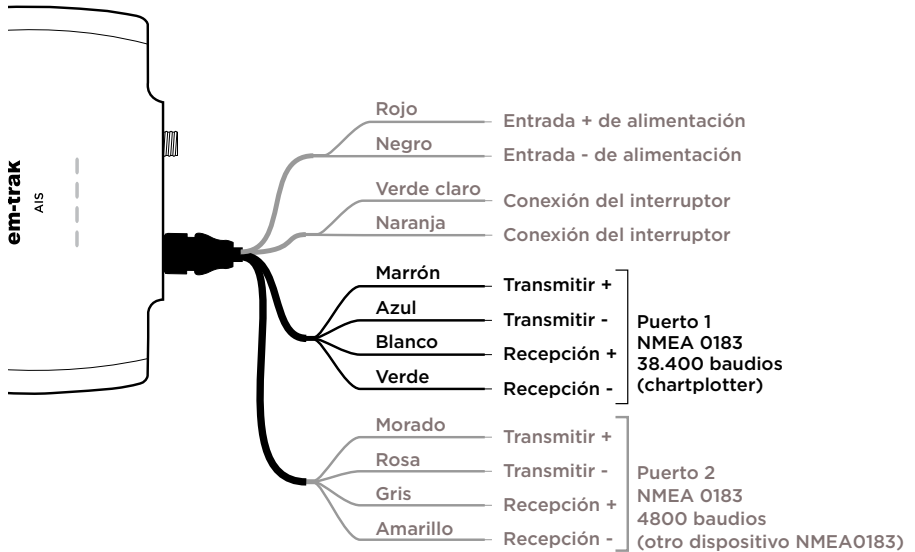 em-trak
AIS
Rojo Entrada + de alimentación
Negro Entrada - de alimentación
Verde claro Conexión del interruptor
Naranja Conexión del interruptor
Marrón Transmitir +
Azul Transmitir -
Blanco Recepción +
Verde Recepción -
Puerto 1
NMEA 0183
38.400 baudios
(chartplotter)
Morado Transmitir +
Rosa Transmitir -
Gris Recepción +
Amarillo Recepción -
Puerto 2
NMEA 0183
4800 baudios
(otro dispositivo NMEA0183)